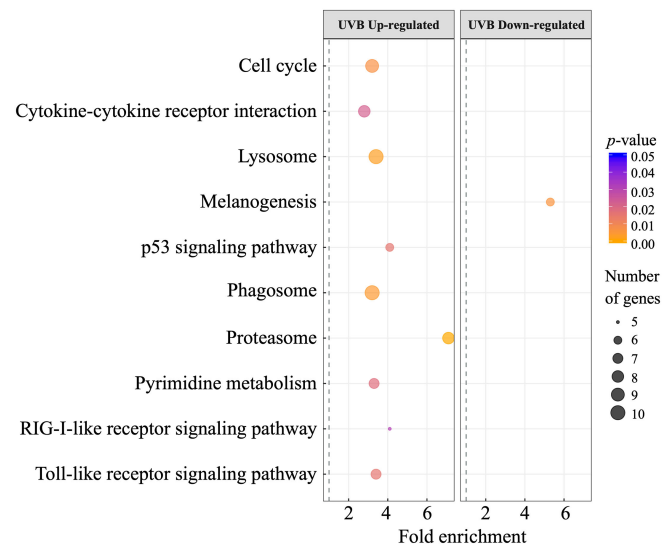 UVB Up-regulated UVB Down-regulated
Cell cycle
Cytokine-cytokine receptor interaction
Lysosome
Melanogenesis
p53 signaling pathway
Phagosome
Proteasome
Pyrimidine metabolism
RIG-I-like receptor signaling pathway
Toll-like receptor signaling pathway
2 4 6 2 4 6
Fold enrichment
p-value
0.05
0.04
0.03
0.02
0.01
0.00
Number
of genes
5
6
7
8
9
10